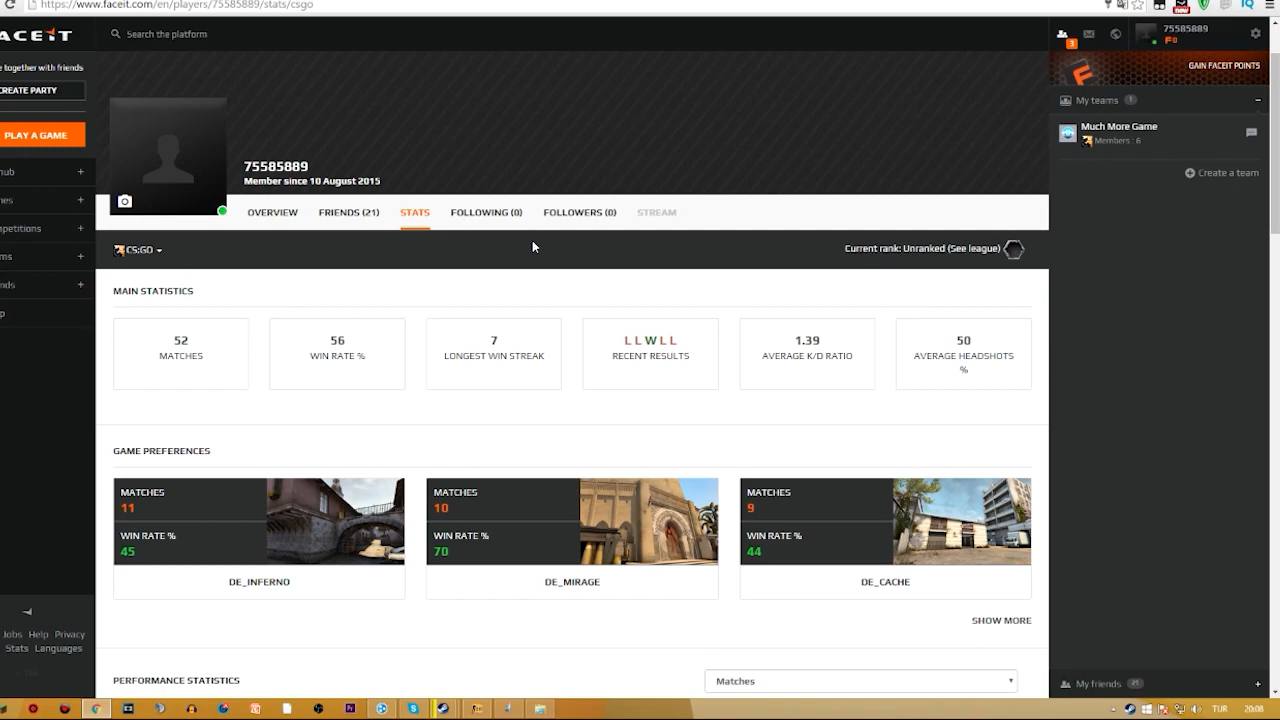 https://www.faceit.com/en/players/75585889/stats/csgo
ACEIT
Search the platform
75585889
e together with friends
CREATE PARTY
PLAY A GAME
GAIN FACEIT POINTS
My teams 1
Much More Game
Members : 6
Create a team
75585889
Member since 10 August 2015
OVERVIEW FRIENDS (21) STATS FOLLOWING (0) FOLLOWERS (0) STREAM
CS:GO
Current rank: Unranked (See league)
MAIN STATISTICS
52
MATCHES
56
WIN RATE %
7
LONGEST WIN STREAK
L L W L L
RECENT RESULTS
1.39
AVERAGE K/D RATIO
50
AVERAGE HEADSHOTS
%
GAME PREFERENCES
MATCHES
11
WIN RATE %
45
DE_INFERNO
MATCHES
10
WIN RATE %
70
DE_MIRAGE
MATCHES
9
WIN RATE %
44
DE_CACHE
SHOW MORE
PERFORMANCE STATISTICS
Matches
Jobs Help Privacy
Stats Languages
My friends
TUR
20:08